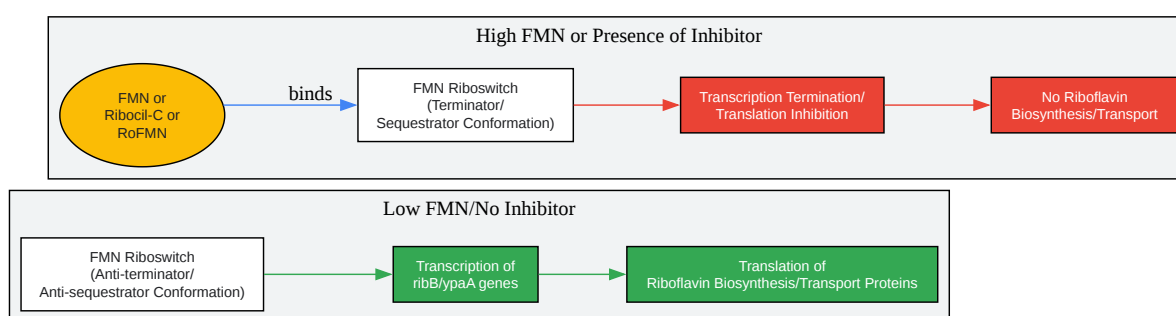 High FMN or Presence of Inhibitor
FMN or
Ribocil-C or
RoFMN
binds
FMN Riboswitch
(Terminator/
Sequestrator Conformation)
Transcription Termination/
Translation Inhibition
No Riboflavin
Biosynthesis/Transport
Low FMN/No Inhibitor
FMN Riboswitch
(Anti-terminator/
Anti-sequestrator Conformation)
Transcription of
ribB/ypaA genes
Translation of
Riboflavin Biosynthesis/Transport Proteins